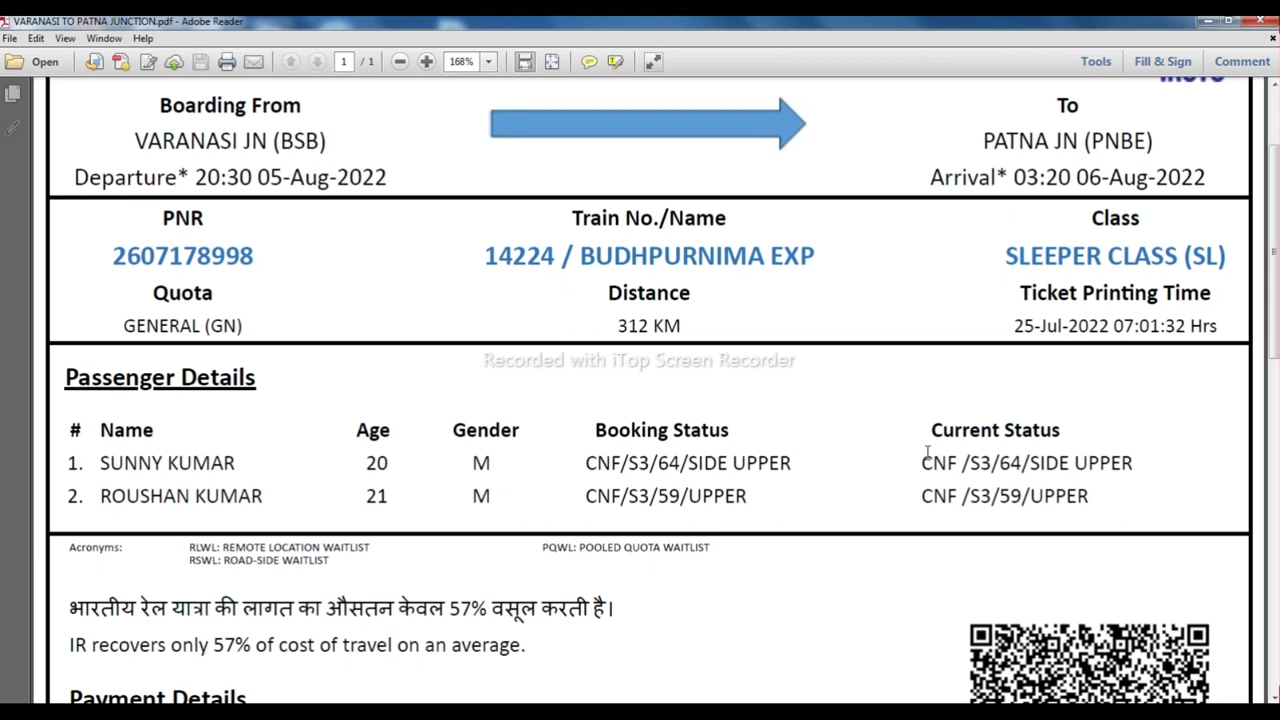 VARANASI TO PATNA JUNCTION.pdf - Adobe Reader
File Edit View Window Help
Open 1 / 1 168% Tools Fill & Sign Comment
Boarding From To
VARANASI JN (BSB) PATNA JN (PNBE)
Departure* 20:30 05-Aug-2022 Arrival* 03:20 06-Aug-2022
PNR Train No./Name Class
2607178998 14224 / BUDHPURNIMA EXP SLEEPER CLASS (SL)
Quota Distance Ticket Printing Time
GENERAL (GN) 312 KM 25-Jul-2022 07:01:32 Hrs
Recorded with iTop Screen Recorder
Passenger Details
# Name Age Gender Booking Status Current Status
1. SUNNY KUMAR 20 M CNF/S3/64/SIDE UPPER CNF /S3/64/SIDE UPPER
2. ROUSHAN KUMAR 21 M CNF/S3/59/UPPER CNF /S3/59/UPPER
Acronyms: RLWL: REMOTE LOCATION WAITLIST PQWL: POOLED QUOTA WAITLIST
RSWL: ROAD-SIDE WAITLIST
भारतीय रेल यात्रा की लागत का औसतन केवल 57% वसूल करती है।
IR recovers only 57% of cost of travel on an average.
Payment Details